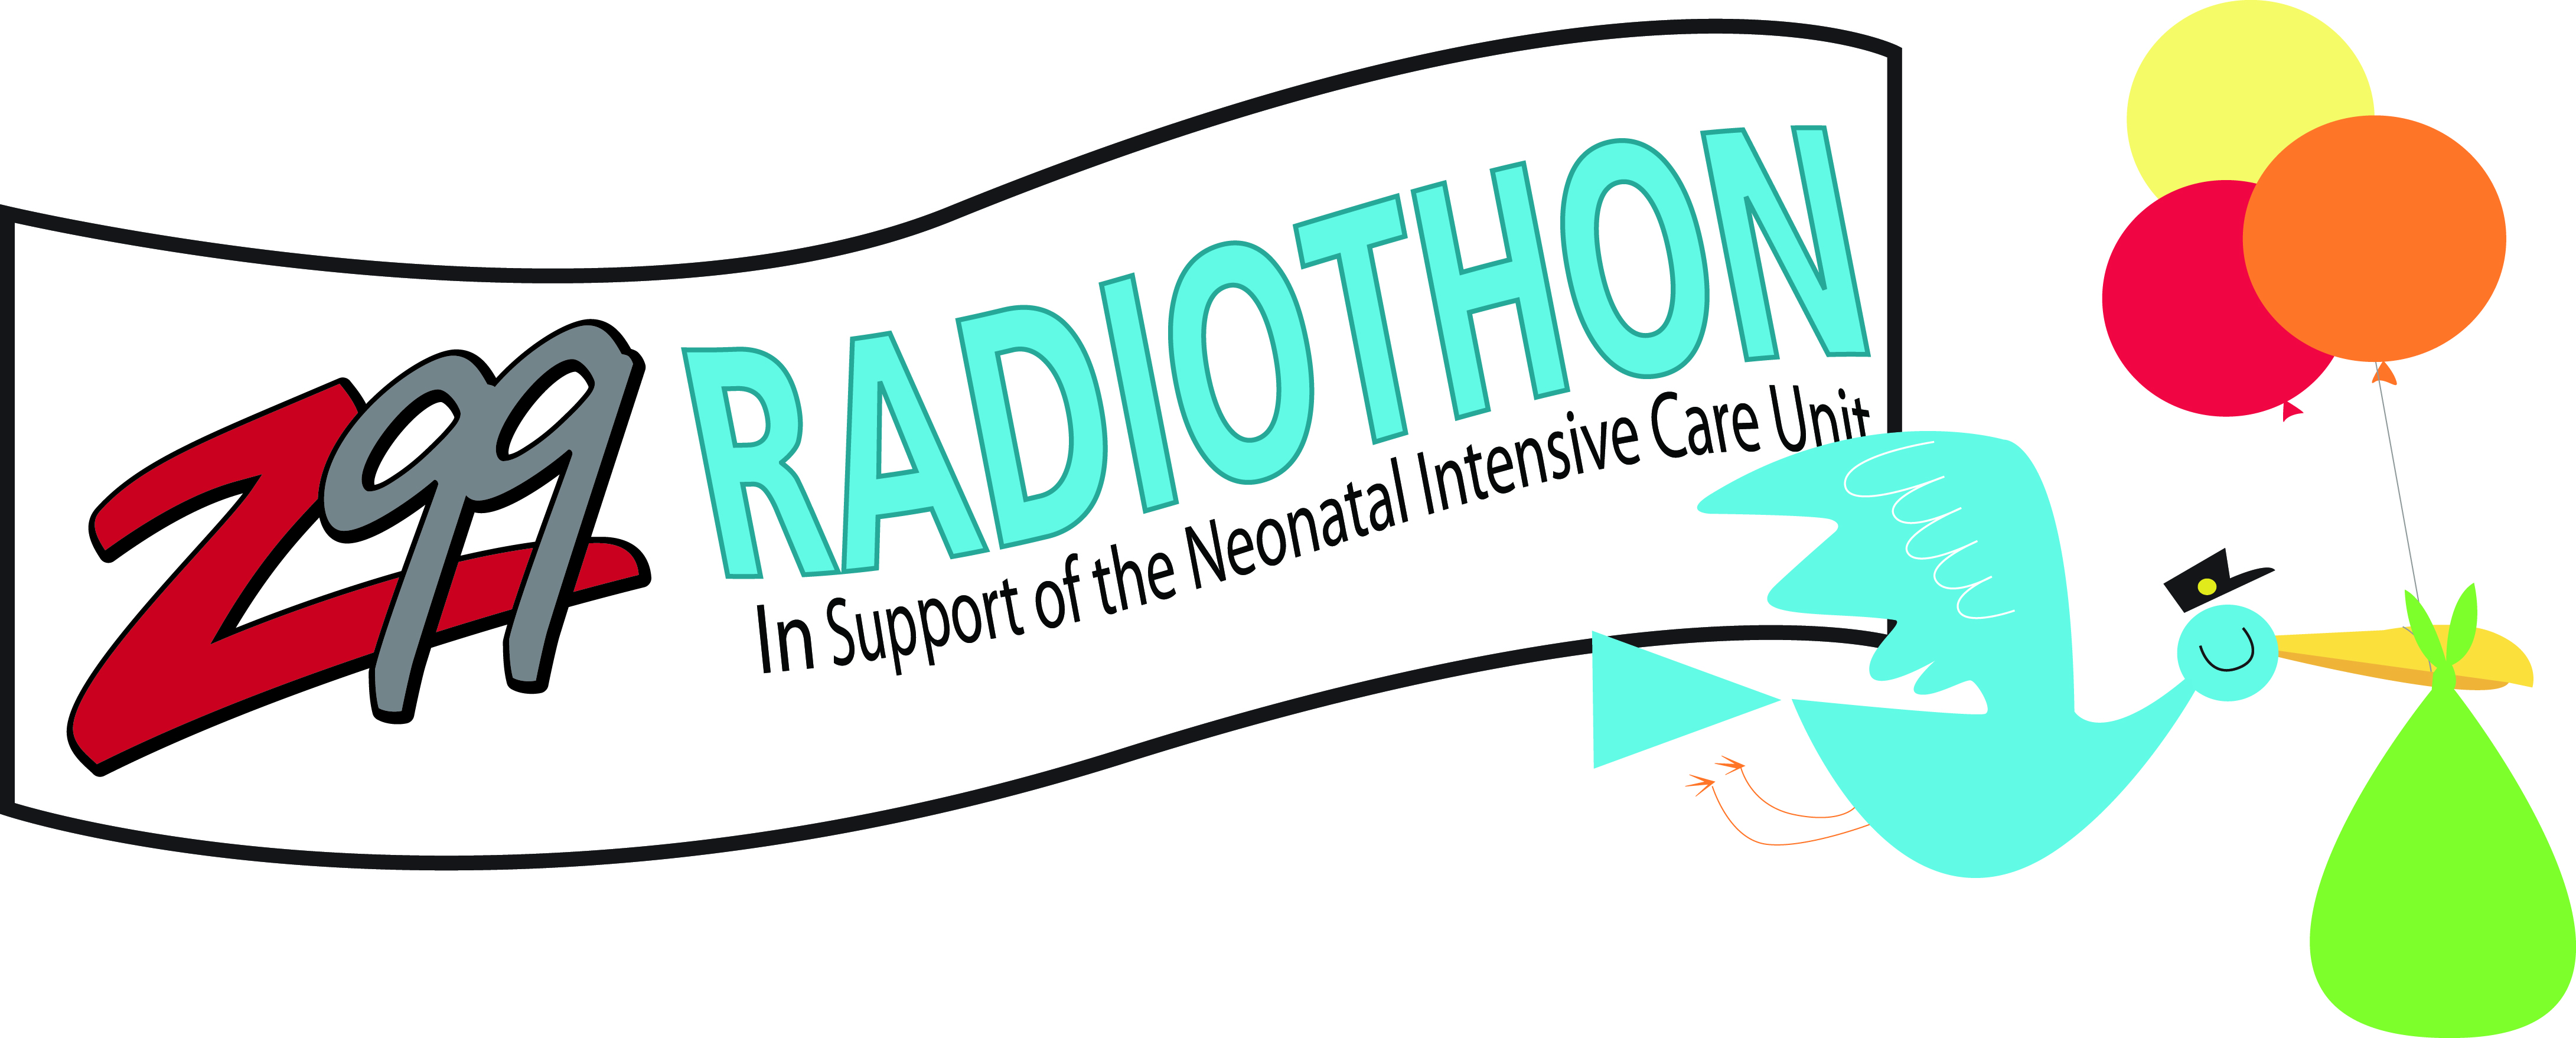 Z99 RADIOTHON
In Support of the Neonatal Intensive Care Unit